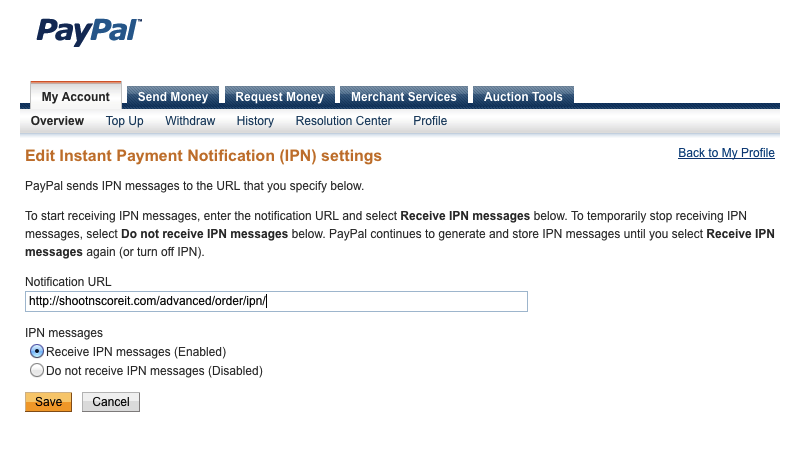 PayPal™
My Account Send Money Request Money Merchant Services Auction Tools
Overview Top Up Withdraw History Resolution Center Profile
Edit Instant Payment Notification (IPN) settings
Back to My Profile
PayPal sends IPN messages to the URL that you specify below.
To start receiving IPN messages, enter the notification URL and select Receive IPN messages below. To temporarily stop receiving IPN
messages, select Do not receive IPN messages below. PayPal continues to generate and store IPN messages until you select Receive IPN
messages again (or turn off IPN).
Notification URL
http://shootnscoreit.com/advanced/order/ipn/
IPN messages
Receive IPN messages (Enabled)
Do not receive IPN messages (Disabled)
Save Cancel